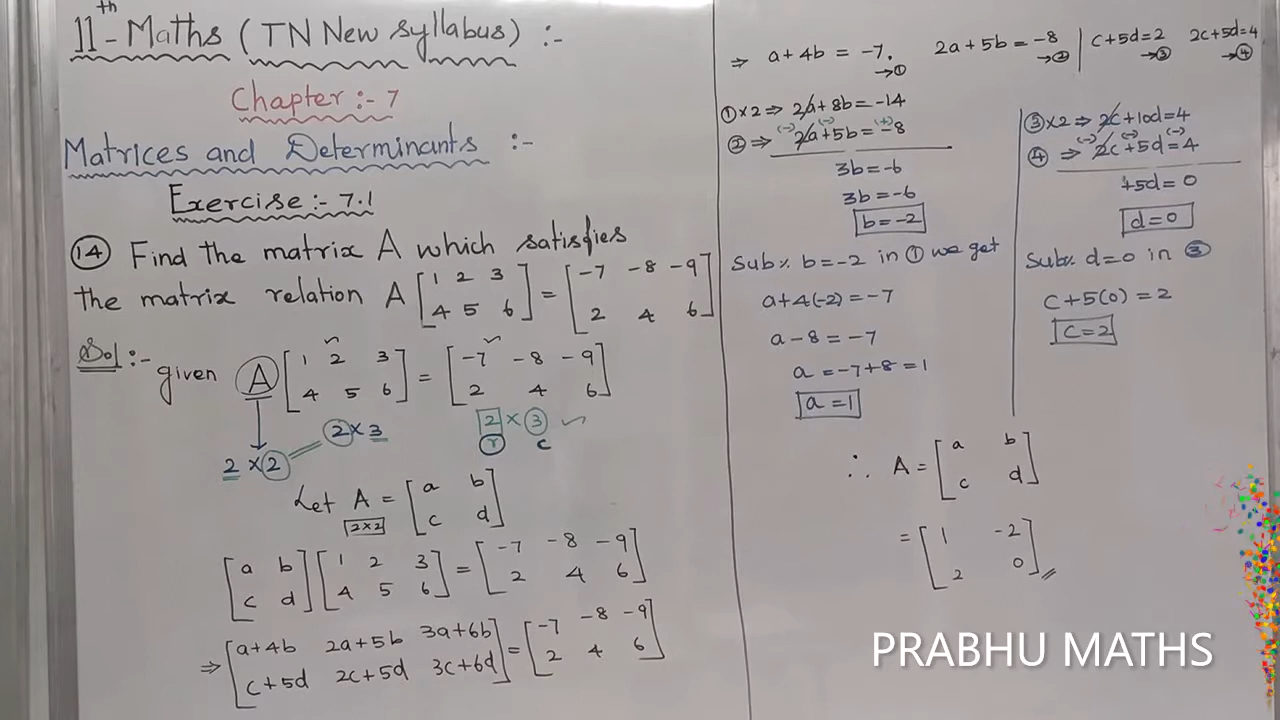 11th - Maths (TN New Syllabus) :-
Chapter :- 7
Matrices and Determinants :-
Exercise :- 7.1
(14) Find the matrix A which satisfies
the matrix relation A [1 2 3; 4 5 6] = [-7 -8 -9; 2 4 6]
Sol :-
given A [1 2 3; 4 5 6] = [-7 -8 -9; 2 4 6]
2 × 2 2 × 3 2 × 3 ✓
r c
Let A = [a b; c d]
2×2
[a b; c d] [1 2 3; 4 5 6] = [-7 -8 -9; 2 4 6]
⇒ [a+4b 2a+5b 3a+6b; c+5d 2c+5d 3c+6d] = [-7 -8 -9; 2 4 6]
⇒ a+4b = -7. →① 2a+5b = -8 →② | c+5d=2 →③ 2c+5d=4 →④
①×2 ⇒ 2a+8b=-14
② ⇒ 2a+5b=-8
(-) (-) (+)
3b=-6
3b=-6
b=-2
Sub: b=-2 in ① we get
a+4(-2)=-7
a-8=-7
a=-7+8=1
a=1
③×2 ⇒ 2c+10d=4
④ ⇒ 2c+5d=4
(-) (-) (-)
+5d=0
d=0
Sub: d=0 in ③
c+5(0)=2
c=2
∴ A = [a b; c d]
= [1 -2; 2 0]
PRABHU MATHS